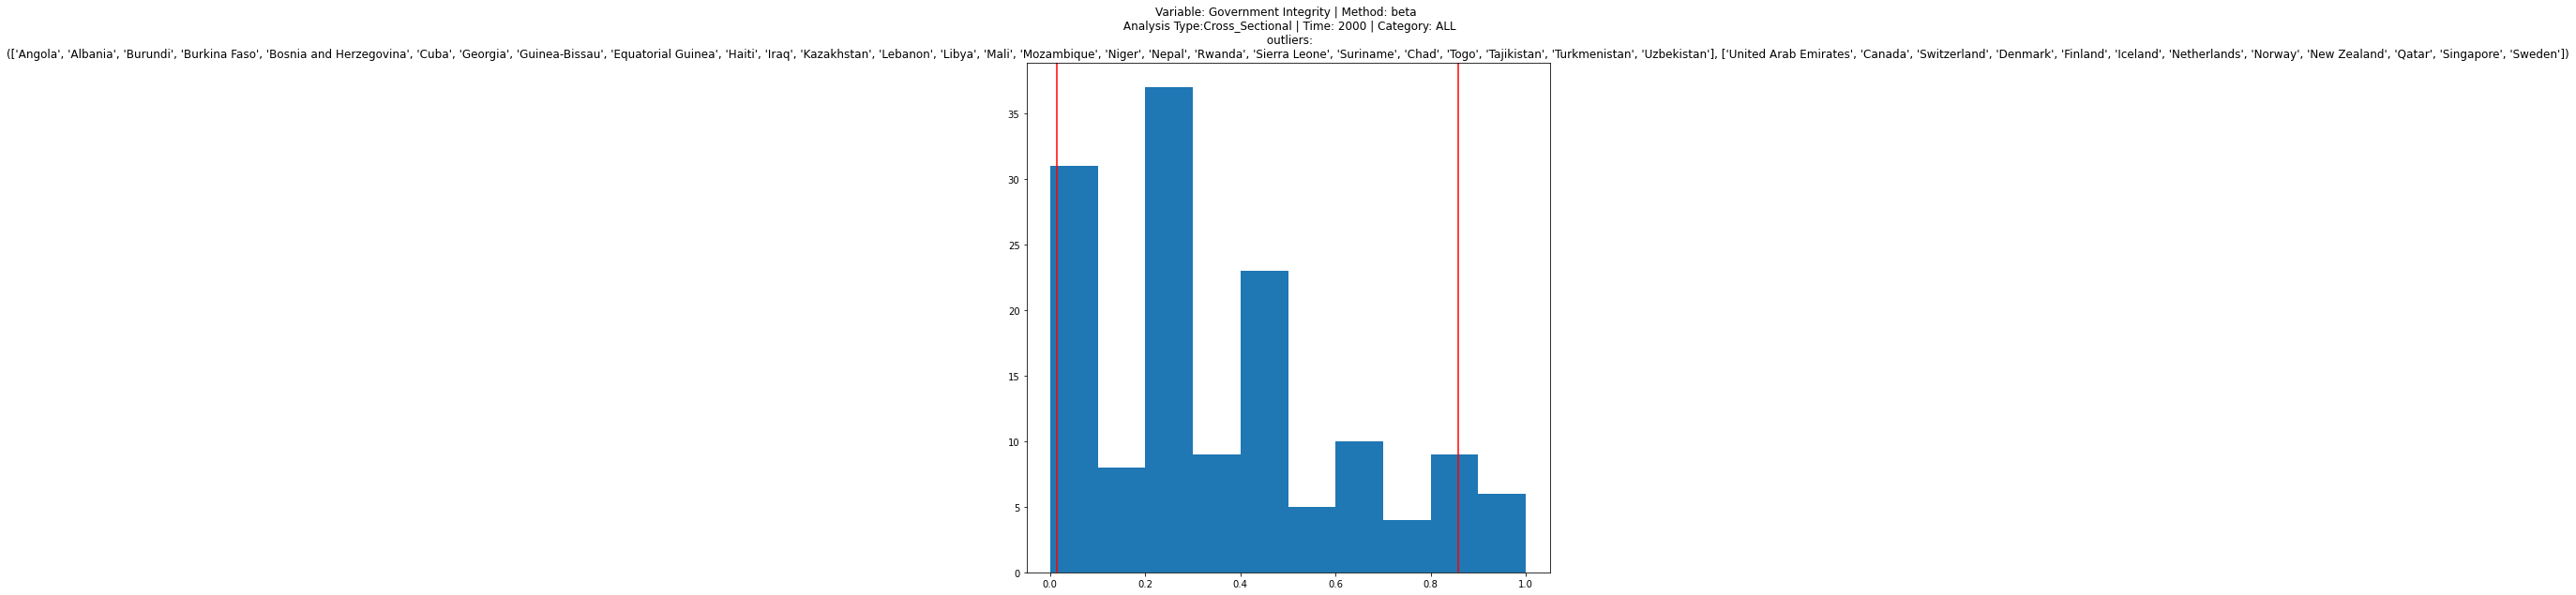 Variable: Government Integrity | Method: beta
Analysis Type:Cross_Sectional | Time: 2000 | Category: ALL
outliers:
(['Angola', 'Albania', 'Burundi', 'Burkina Faso', 'Bosnia and Herzegovina', 'Cuba', 'Georgia', 'Guinea-Bissau', 'Equatorial Guinea', 'Haiti', 'Iraq', 'Kazakhstan', 'Lebanon', 'Libya', 'Mali', 'Mozambique', 'Niger', 'Nepal', 'Rwanda', 'Sierra Leone', 'Suriname', 'Chad', 'Togo', 'Tajikistan', 'Turkmenistan', 'Uzbekistan'], ['United Arab Emirates', 'Canada', 'Switzerland', 'Denmark', 'Finland', 'Iceland', 'Netherlands', 'Norway', 'New Zealand', 'Qatar', 'Singapore', 'Sweden'])
35
30
25
20
15
10
5
0
0.0 0.2 0.4 0.6 0.8 1.0